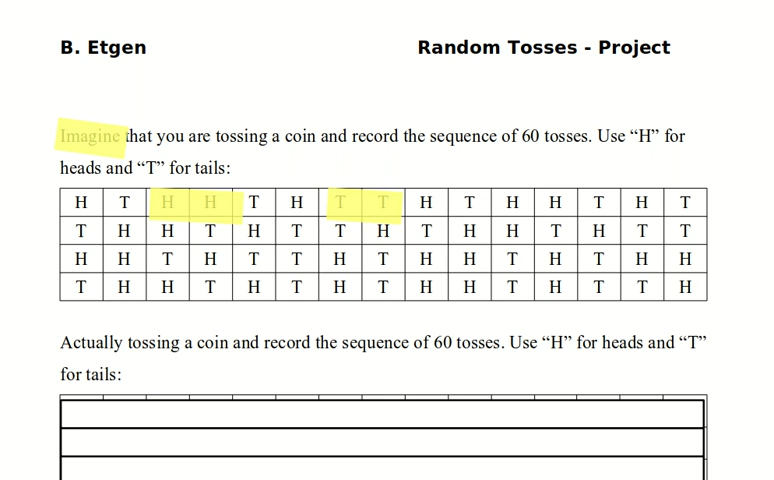 B. Etgen Random Tosses - Project
Imagine that you are tossing a coin and record the sequence of 60 tosses. Use “H” for
heads and “T” for tails:
H T H H T H T T H T H H T H T
T H H T H T T H T H H T H T T
H H T H T T H T H H T H T H H
T H H T H T H T H H T H T T H
Actually tossing a coin and record the sequence of 60 tosses. Use “H” for heads and “T”
for tails: